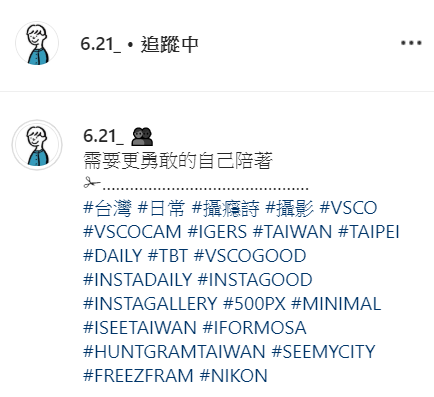 6.21_ • 追蹤中
6.21_ 👥
需要更勇敢的自己陪著
✁.............................................
#台灣 #日常 #攝癮詩 #攝影 #VSCO
#VSCOCAM #IGERS #TAIWAN #TAIPEI
#DAILY #TBT #VSCOGOOD
#INSTADAILY #INSTAGOOD
#INSTAGALLERY #500PX #MINIMAL
#ISEETAIWAN #IFORMOSA
#HUNTGRAMTAIWAN #SEEMYCITY
#FREEZFRAM #NIKON